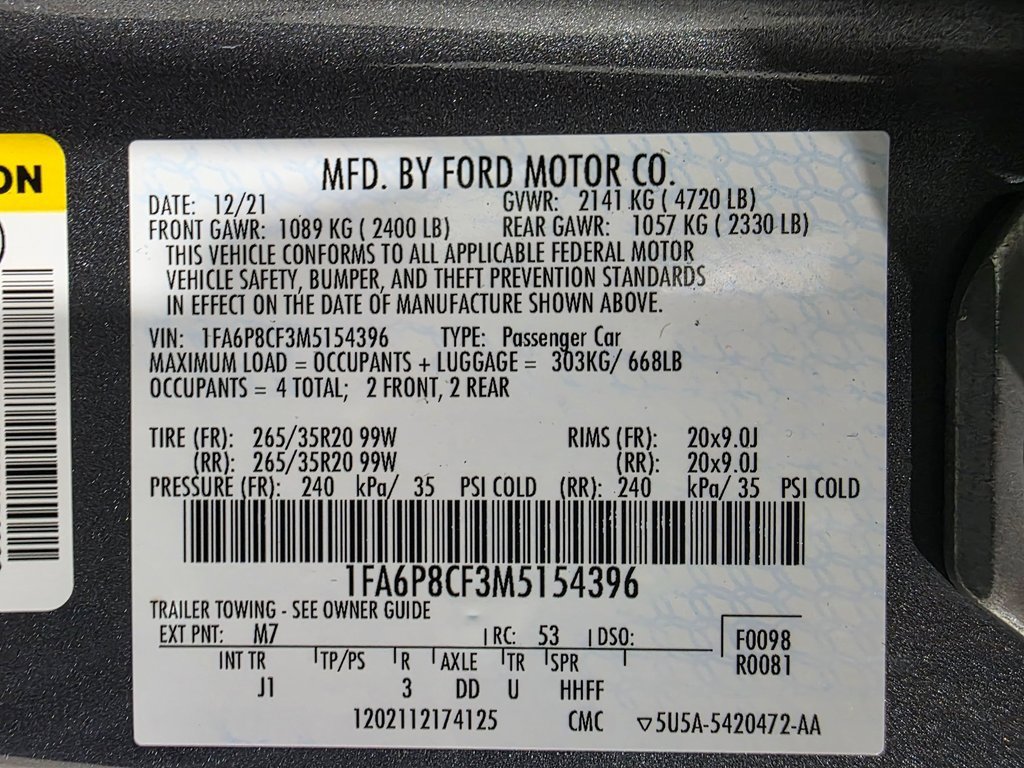 ON
MFD. BY FORD MOTOR CO.
DATE: 12/21 GVWR: 2141 KG ( 4720 LB)
FRONT GAWR: 1089 KG ( 2400 LB) REAR GAWR: 1057 KG ( 2330 LB)
THIS VEHICLE CONFORMS TO ALL APPLICABLE FEDERAL MOTOR
VEHICLE SAFETY, BUMPER, AND THEFT PREVENTION STANDARDS
IN EFFECT ON THE DATE OF MANUFACTURE SHOWN ABOVE.
VIN: 1FA6P8CF3M5154396 TYPE: Passenger Car
MAXIMUM LOAD = OCCUPANTS + LUGGAGE = 303KG/ 668LB
OCCUPANTS = 4 TOTAL; 2 FRONT, 2 REAR
TIRE (FR): 265/35R20 99W RIMS (FR): 20x9.0J
(RR): 265/35R20 99W (RR): 20x9.0J
PRESSURE (FR): 240 kPa/ 35 PSI COLD (RR): 240 kPa/ 35 PSI COLD
1FA6P8CF3M5154396
TRAILER TOWING - SEE OWNER GUIDE
EXT PNT: M7 RC: 53 DSO: F0098
R0081
INT TR TP/PS R AXLE TR SPR
J1 3 DD U HHFF
1202112174125 CMC ▽5U5A-5420472-AA